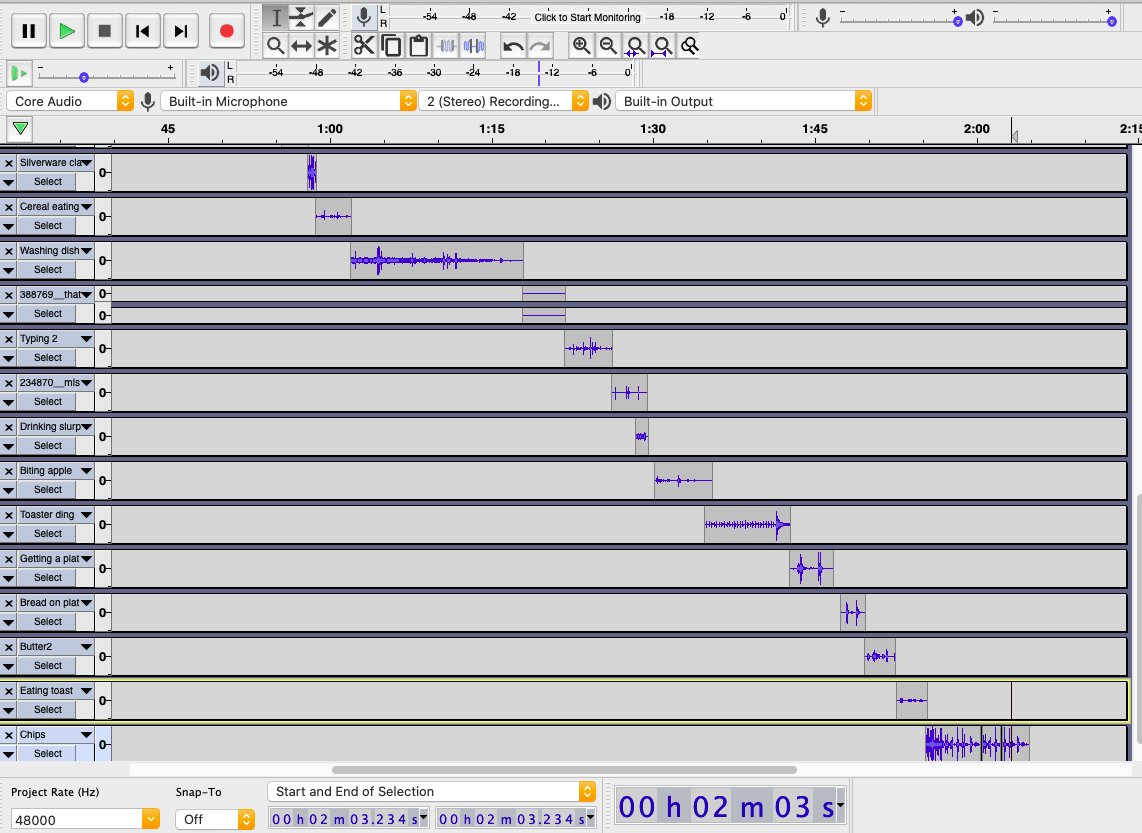 L
R
-54 -48 -42 Click to Start Monitoring -18 -12 -6 0
- +
- +
- +
L
R
-54 -48 -42 -36 -30 -24 -18 -12 -6 0
Core Audio
Built-in Microphone
2 (Stereo) Recording...
Built-in Output
45 1:00 1:15 1:30 1:45 2:00 2:15
Silverware cla
0
Select
Cereal eating
0
Select
Washing dish
0
Select
388769__that
0
Select
0
Typing 2
0
Select
234870__mis
0
Select
Drinking slurp
0
Select
Biting apple
0
Select
Toaster ding
0
Select
Getting a plat
0
Select
Bread on plat
0
Select
Butter2
0
Select
Eating toast
0
Select
Chips
0
Select
Project Rate (Hz)
Snap-To
Start and End of Selection
48000
Off
00 h 02 m 03.234 s
00 h 02 m 03.234 s
00 h 02 m 03 s